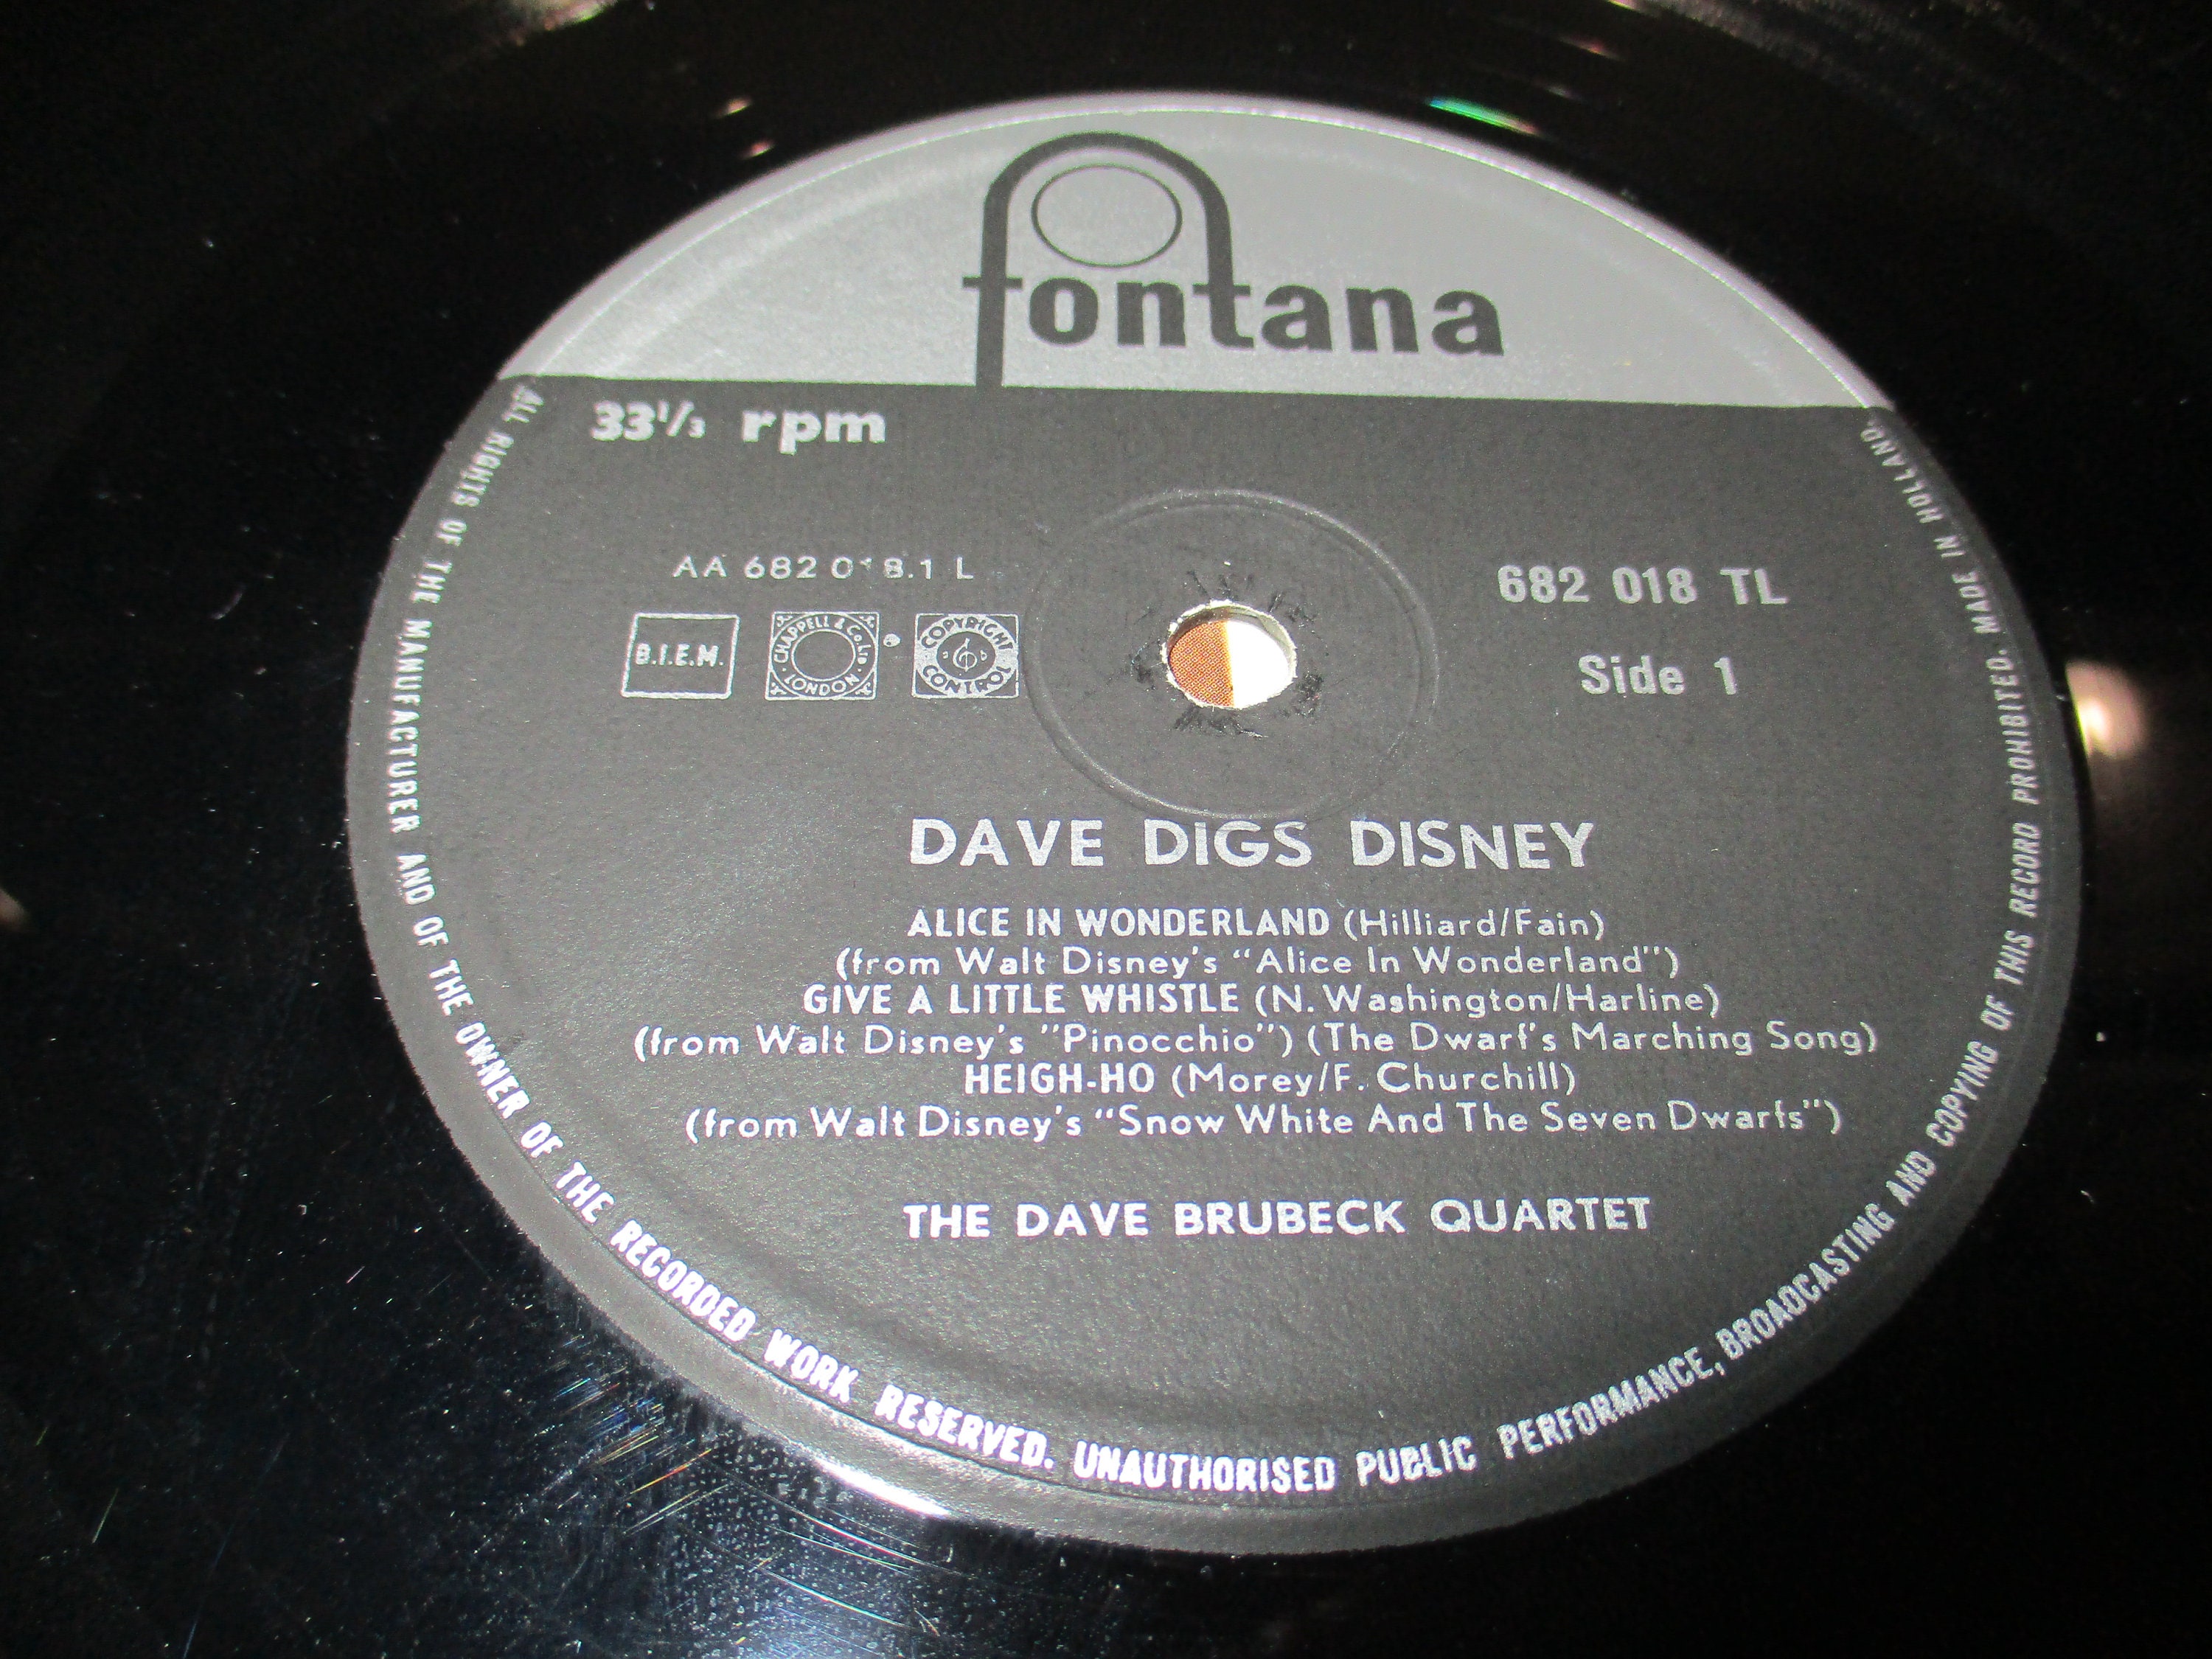 fontana
33 1/3 rpm
AA 682 018.1 L
682 018 TL
B.I.E.M.
CHAPPELL & Co. LTD
LONDON
COPYRIGHT
CONTROL
Side 1
DAVE DIGS DISNEY
ALICE IN WONDERLAND (Hilliard/Fain)
(from Walt Disney's "Alice In Wonderland")
GIVE A LITTLE WHISTLE (N. Washington/Harline)
(from Walt Disney's "Pinocchio") (The Dwarf's Marching Song)
HEIGH-HO (Morey/F. Churchill)
(from Walt Disney's "Snow White And The Seven Dwarfs")
THE DAVE BRUBECK QUARTET
ALL RIGHTS OF THE MANUFACTURER AND OF THE OWNER OF THE RECORDED WORK RESERVED. UNAUTHORISED PUBLIC PERFORMANCE, BROADCASTING AND COPYING OF THIS RECORD PROHIBITED. MADE IN HOLLAND.